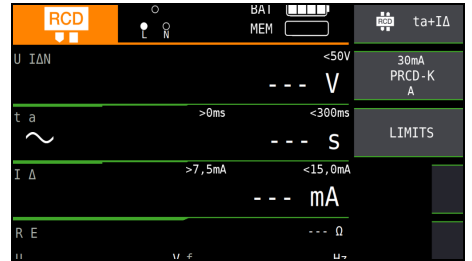 RCD
BAT
MEM
L N
ta+IΔ
U IΔN <50V
--- V
30mA
PRCD-K
A
t a >0ms <300ms
--- s
LIMITS
I Δ >7,5mA <15,0mA
--- mA
R E --- Ω
U V f Hz